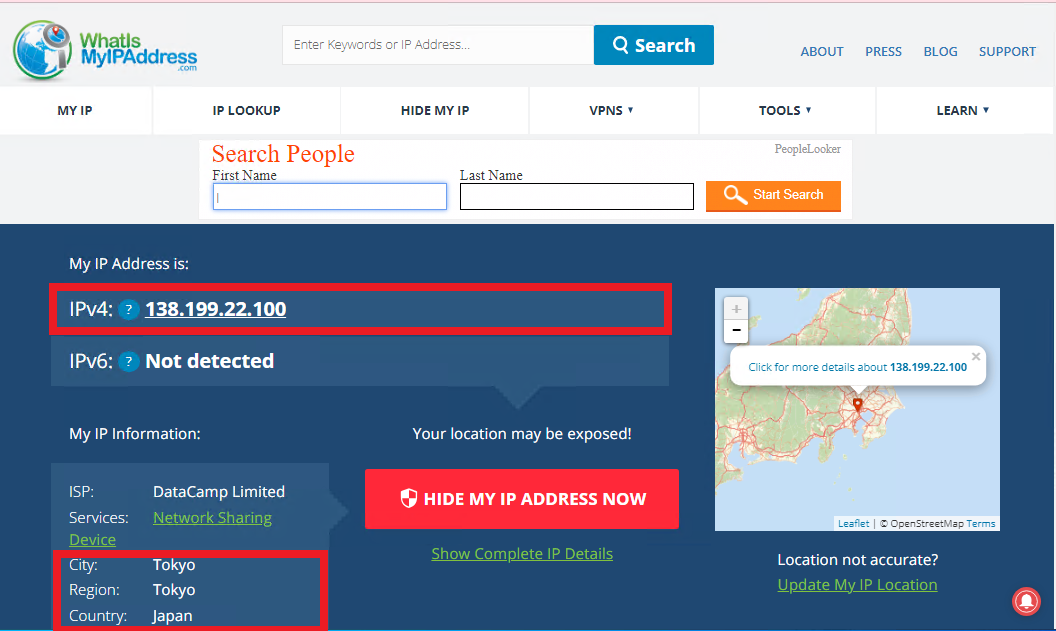 WhatIs
MyIPAddress
.com
Enter Keywords or IP Address...
Search
ABOUT PRESS BLOG SUPPORT
MY IP IP LOOKUP HIDE MY IP VPNS ▼ TOOLS ▼ LEARN ▼
Search People
PeopleLooker
First Name
Last Name
Start Search
My IP Address is:
IPv4: ? 138.199.22.100
IPv6: ? Not detected
+
−
Click for more details about 138.199.22.100
×
Leaflet | © OpenStreetMap Terms
My IP Information:
ISP: DataCamp Limited
Services: Network Sharing
Device
City: Tokyo
Region: Tokyo
Country: Japan
Your location may be exposed!
HIDE MY IP ADDRESS NOW
Show Complete IP Details
Location not accurate?
Update My IP Location